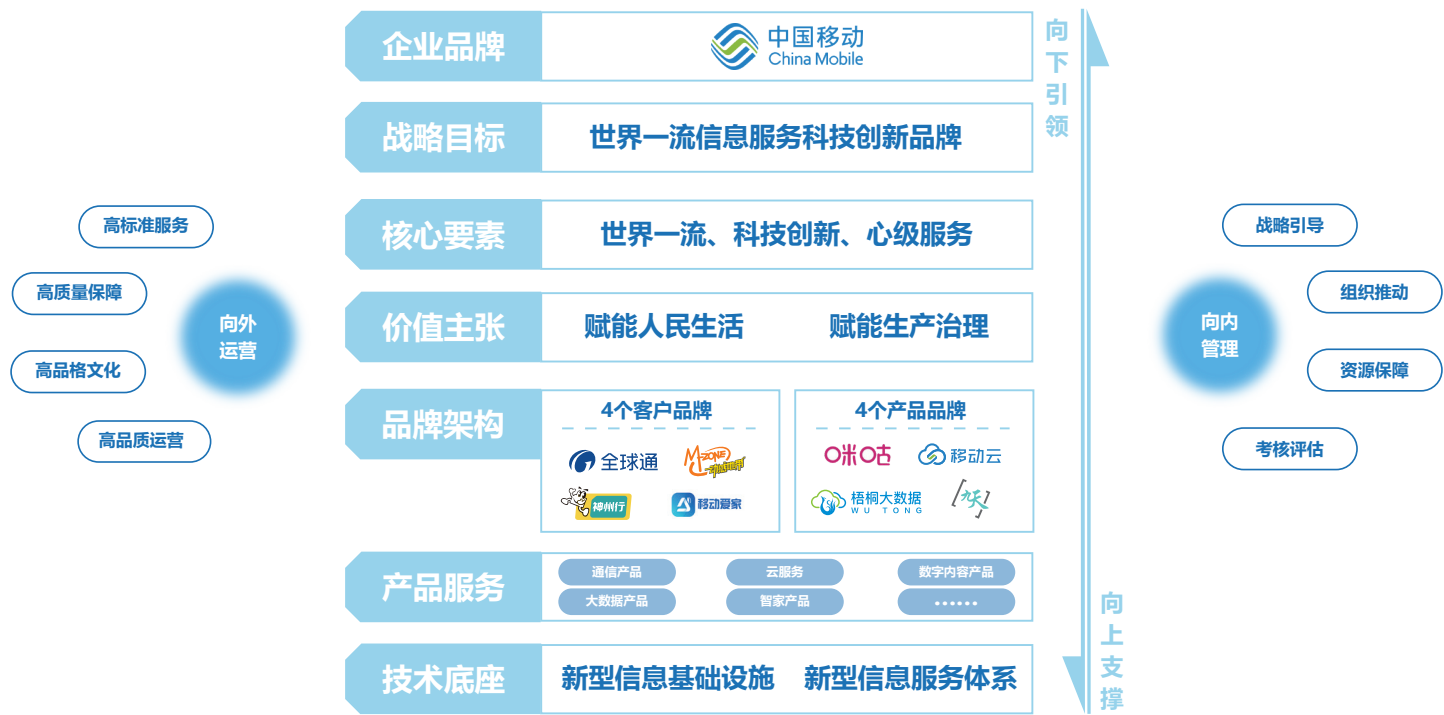 企业品牌
中国移动
China Mobile
战略目标
世界一流信息服务科技创新品牌
核心要素
世界一流、科技创新、心级服务
价值主张
赋能人民生活
赋能生产治理
品牌架构
4个客户品牌
全球通
M-ZONE
动感地带
神州行
移动爱家
4个产品品牌
咪咕
移动云
梧桐大数据
WU TONG
九天
产品服务
通信产品
云服务
数字内容产品
大数据产品
智家产品
……
技术底座
新型信息基础设施
新型信息服务体系
向下引领
向上支撑
高标准服务
高质量保障
高品格文化
高品质运营
向外
运营
战略引导
组织推动
资源保障
考核评估
向内
管理